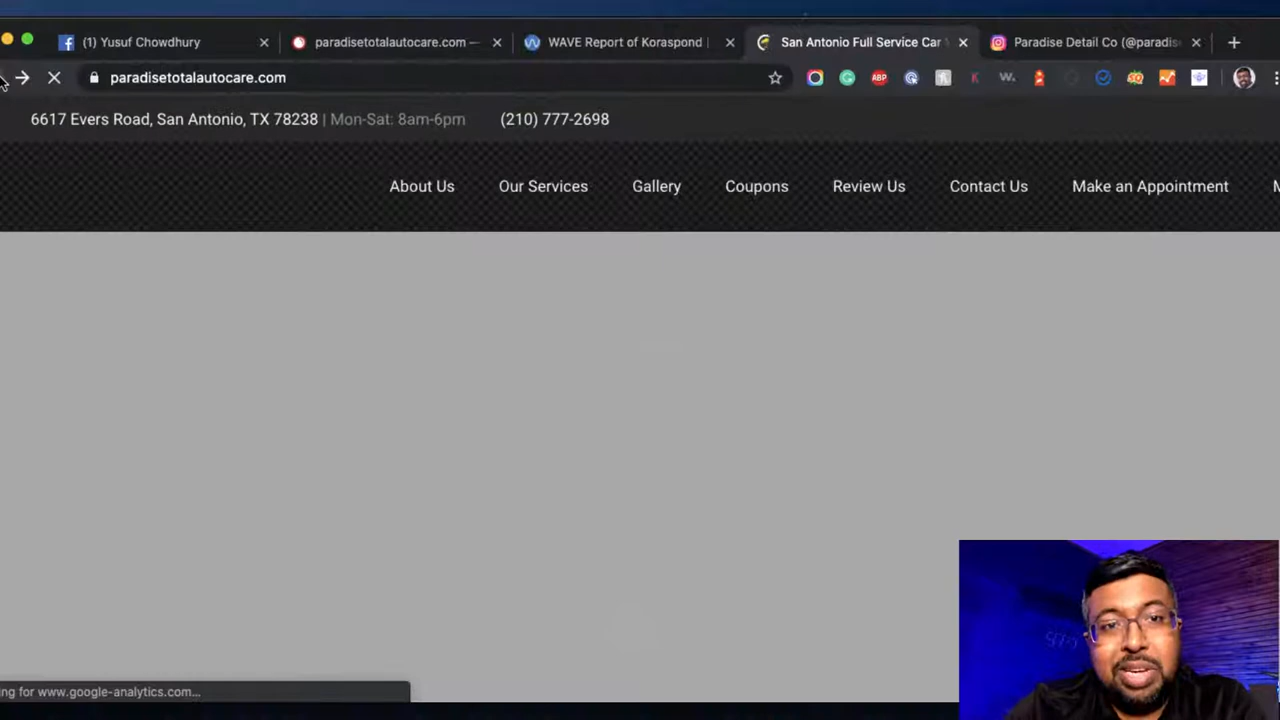 (1) Yusuf Chowdhury
paradisetotalautocare.com —
WAVE Report of Koraspond
San Antonio Full Service Car
Paradise Detail Co (@paradis
paradisetotalautocare.com
ABP
6617 Evers Road, San Antonio, TX 78238 | Mon-Sat: 8am-6pm
(210) 777-2698
About Us
Our Services
Gallery
Coupons
Review Us
Contact Us
Make an Appointment
ng for www.google-analytics.com...